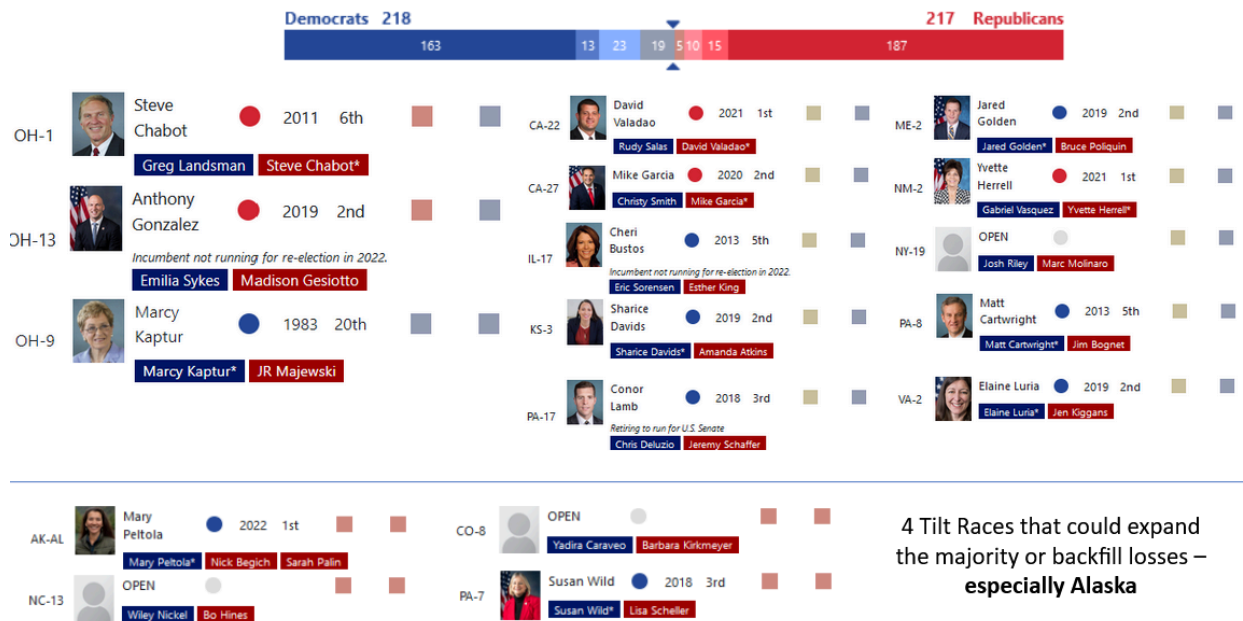 Democrats 218
217 Republicans
163
13
23
19
5
10
15
187
OH-1
Steve
Chabot
2011 6th
Greg Landsman
Steve Chabot*
OH-13
Anthony
Gonzalez
2019 2nd
Incumbent not running for re-election in 2022.
Emilia Sykes
Madison Gesiotto
OH-9
Marcy
Kaptur
1983 20th
Marcy Kaptur*
JR Majewski
CA-22
David
Valadao
2021 1st
Rudy Salas
David Valadao*
CA-27
Mike Garcia
2020 2nd
Christy Smith
Mike Garcia*
IL-17
Cheri
Bustos
2013 5th
Incumbent not running for re-election in 2022.
Eric Sorensen
Esther King
KS-3
Sharice
Davids
2019 2nd
Sharice Davids*
Amanda Atkins
PA-17
Conor
Lamb
2018 3rd
Retiring to run for U.S. Senate
Chris Deluzio
Jeremy Schaffer
ME-2
Jared
Golden
2019 2nd
Jared Golden*
Bruce Poliquin
NM-2
Yvette
Herrell
2021 1st
Gabriel Vasquez
Yvette Herrell*
NY-19
OPEN
Josh Riley
Marc Molinaro
PA-8
Matt
Cartwright
2013 5th
Matt Cartwright*
Jim Bognet
VA-2
Elaine Luria
2019 2nd
Elaine Luria*
Jen Kiggans
AK-AL
Mary
Peltola
2022 1st
Mary Peltola*
Nick Begich
Sarah Palin
NC-13
OPEN
Wiley Nickel
Bo Hines
CO-8
OPEN
Yadira Caraveo
Barbara Kirkmeyer
PA-7
Susan Wild
2018 3rd
Susan Wild*
Lisa Scheller
4 Tilt Races that could expand
the majority or backfill losses –
especially Alaska